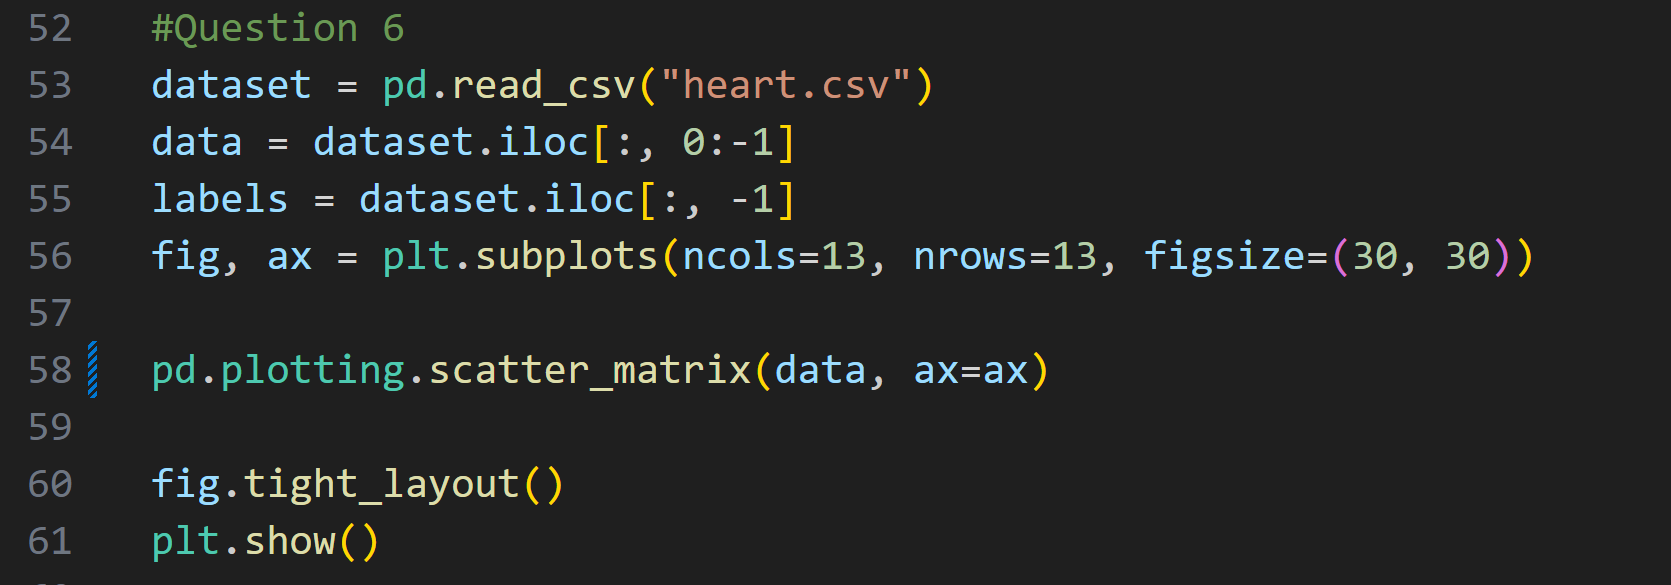 52 #Question 6
53 dataset = pd.read_csv("heart.csv")
54 data = dataset.iloc[:, 0:-1]
55 labels = dataset.iloc[:, -1]
56 fig, ax = plt.subplots(ncols=13, nrows=13, figsize=(30, 30))
57
58 pd.plotting.scatter_matrix(data, ax=ax)
59
60 fig.tight_layout()
61 plt.show()